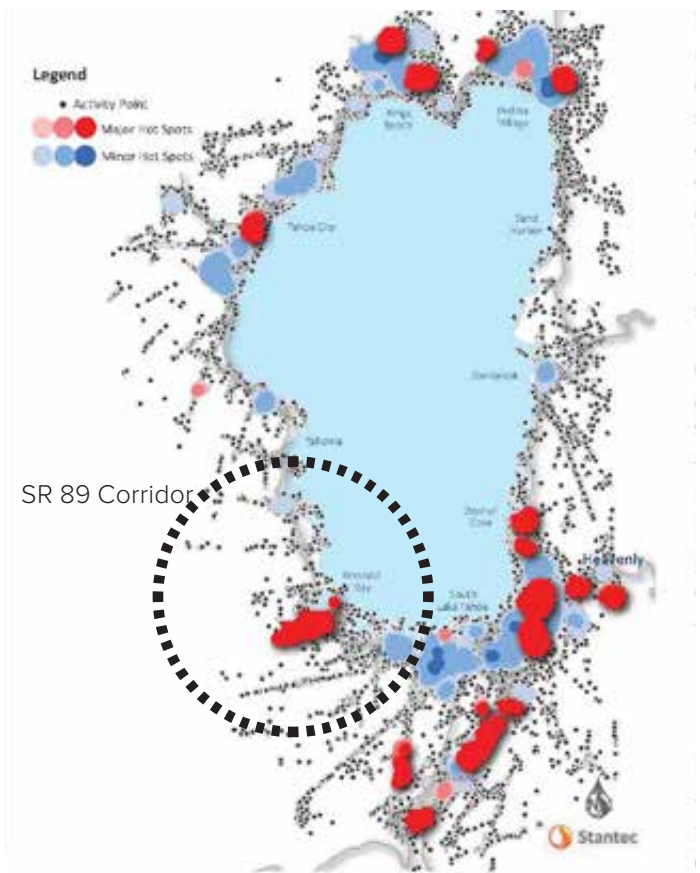 Legend
Activity Point
Major Hot Spots
Minor Hot Spots
Kings
Beach
Incline
Village
Tahoe City
Sand
Harbor
Glenbrook
Tahoma
SR 89 Corridor
Zephyr
Cove
Heavenly
Emerald
Bay
South
Lake Tahoe
N
Stantec